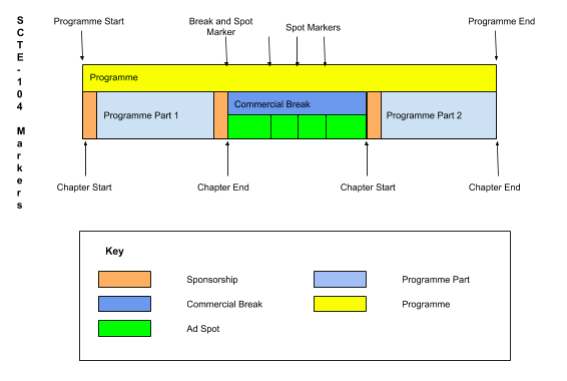 SCTE-104 Markers
Programme Start
Break and Spot
Marker
Spot Markers
Programme End
Programme
Programme Part 1
Commercial Break
Programme Part 2
Chapter Start
Chapter End
Chapter Start
Chapter End
Key
Sponsorship
Programme Part
Commercial Break
Programme
Ad Spot